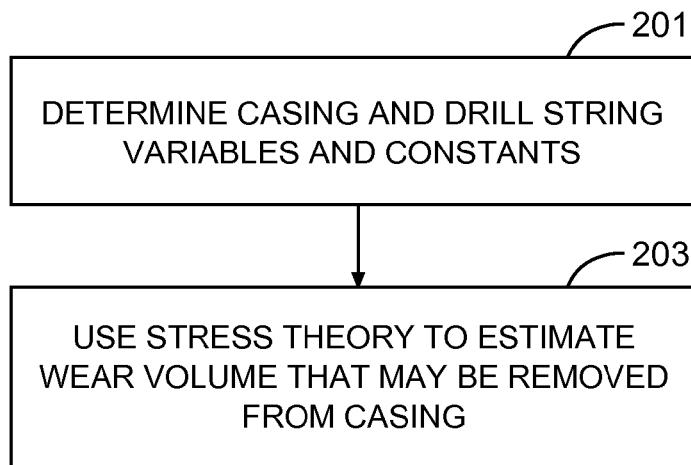 201
DETERMINE CASING AND DRILL STRING
VARIABLES AND CONSTANTS
203
USE STRESS THEORY TO ESTIMATE
WEAR VOLUME THAT MAY BE REMOVED
FROM CASING